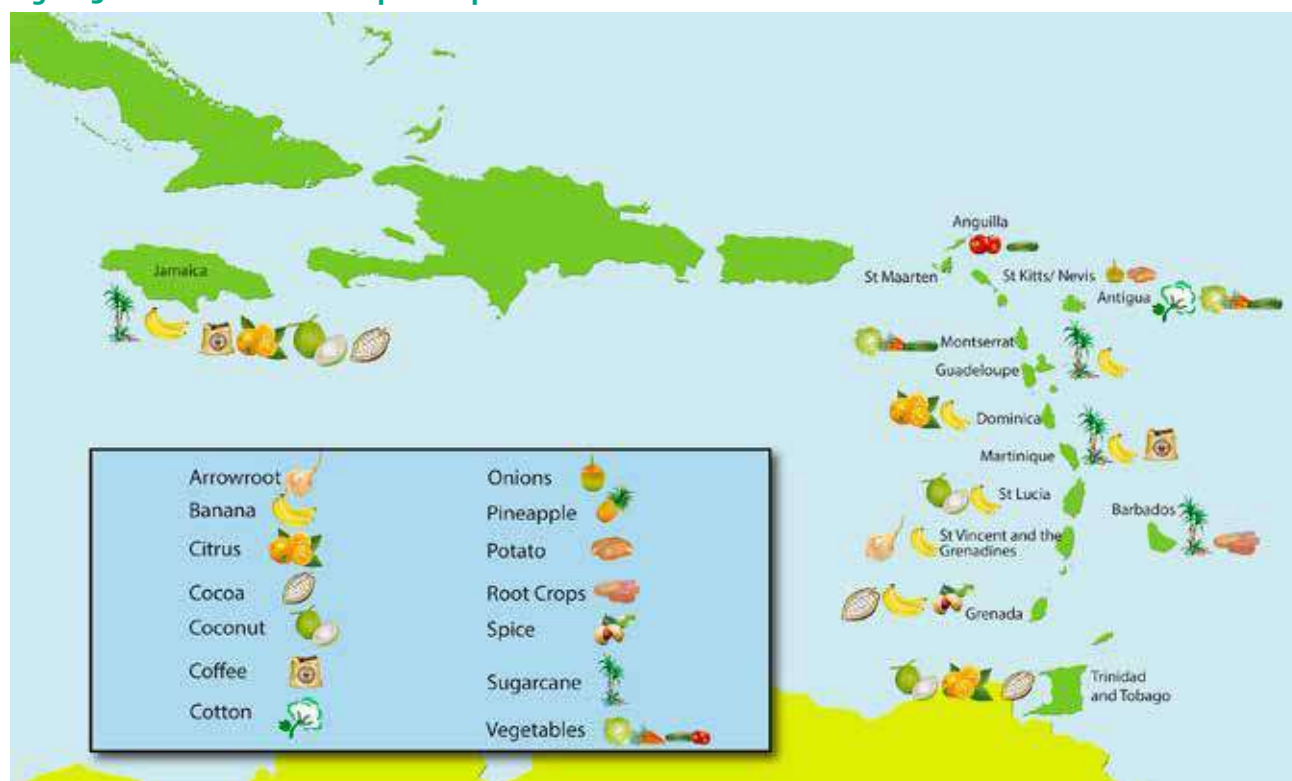 Jamaica
Anguilla
St Maarten
St Kitts/ Nevis
Antigua
Montserrat
Guadeloupe
Dominica
Martinique
St Lucia
Barbados
St Vincent and the
Grenadines
Grenada
Trinidad
and Tobago
Arrowroot
Banana
Citrus
Cocoa
Coconut
Coffee
Cotton
Onions
Pineapple
Potato
Root Crops
Spice
Sugarcane
Vegetables